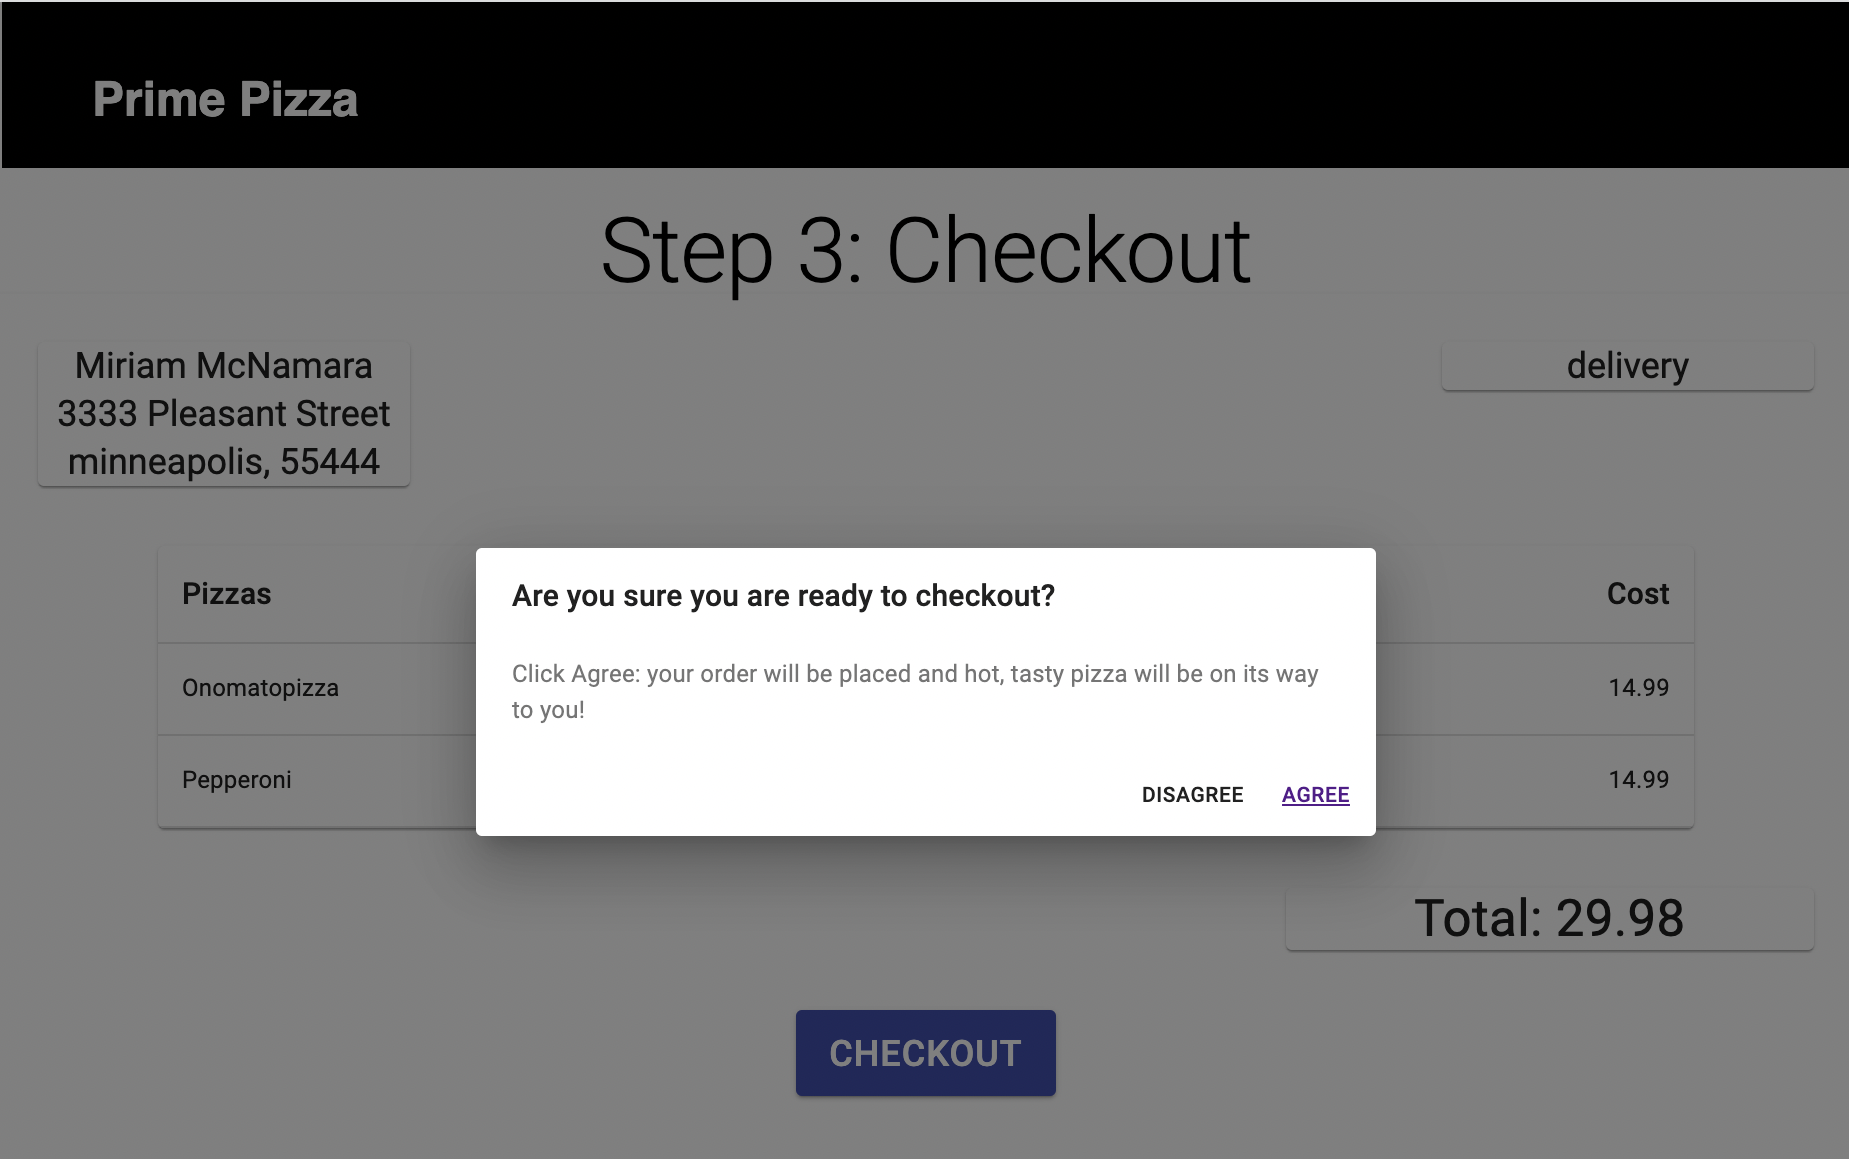 Prime Pizza
Step 3: Checkout
Miriam McNamara
3333 Pleasant Street
minneapolis, 55444
delivery
Pizzas Cost
Onomatopizza 14.99
Pepperoni 14.99
Are you sure you are ready to checkout?
Click Agree: your order will be placed and hot, tasty pizza will be on its way
to you!
DISAGREE AGREE
Total: 29.98
CHECKOUT